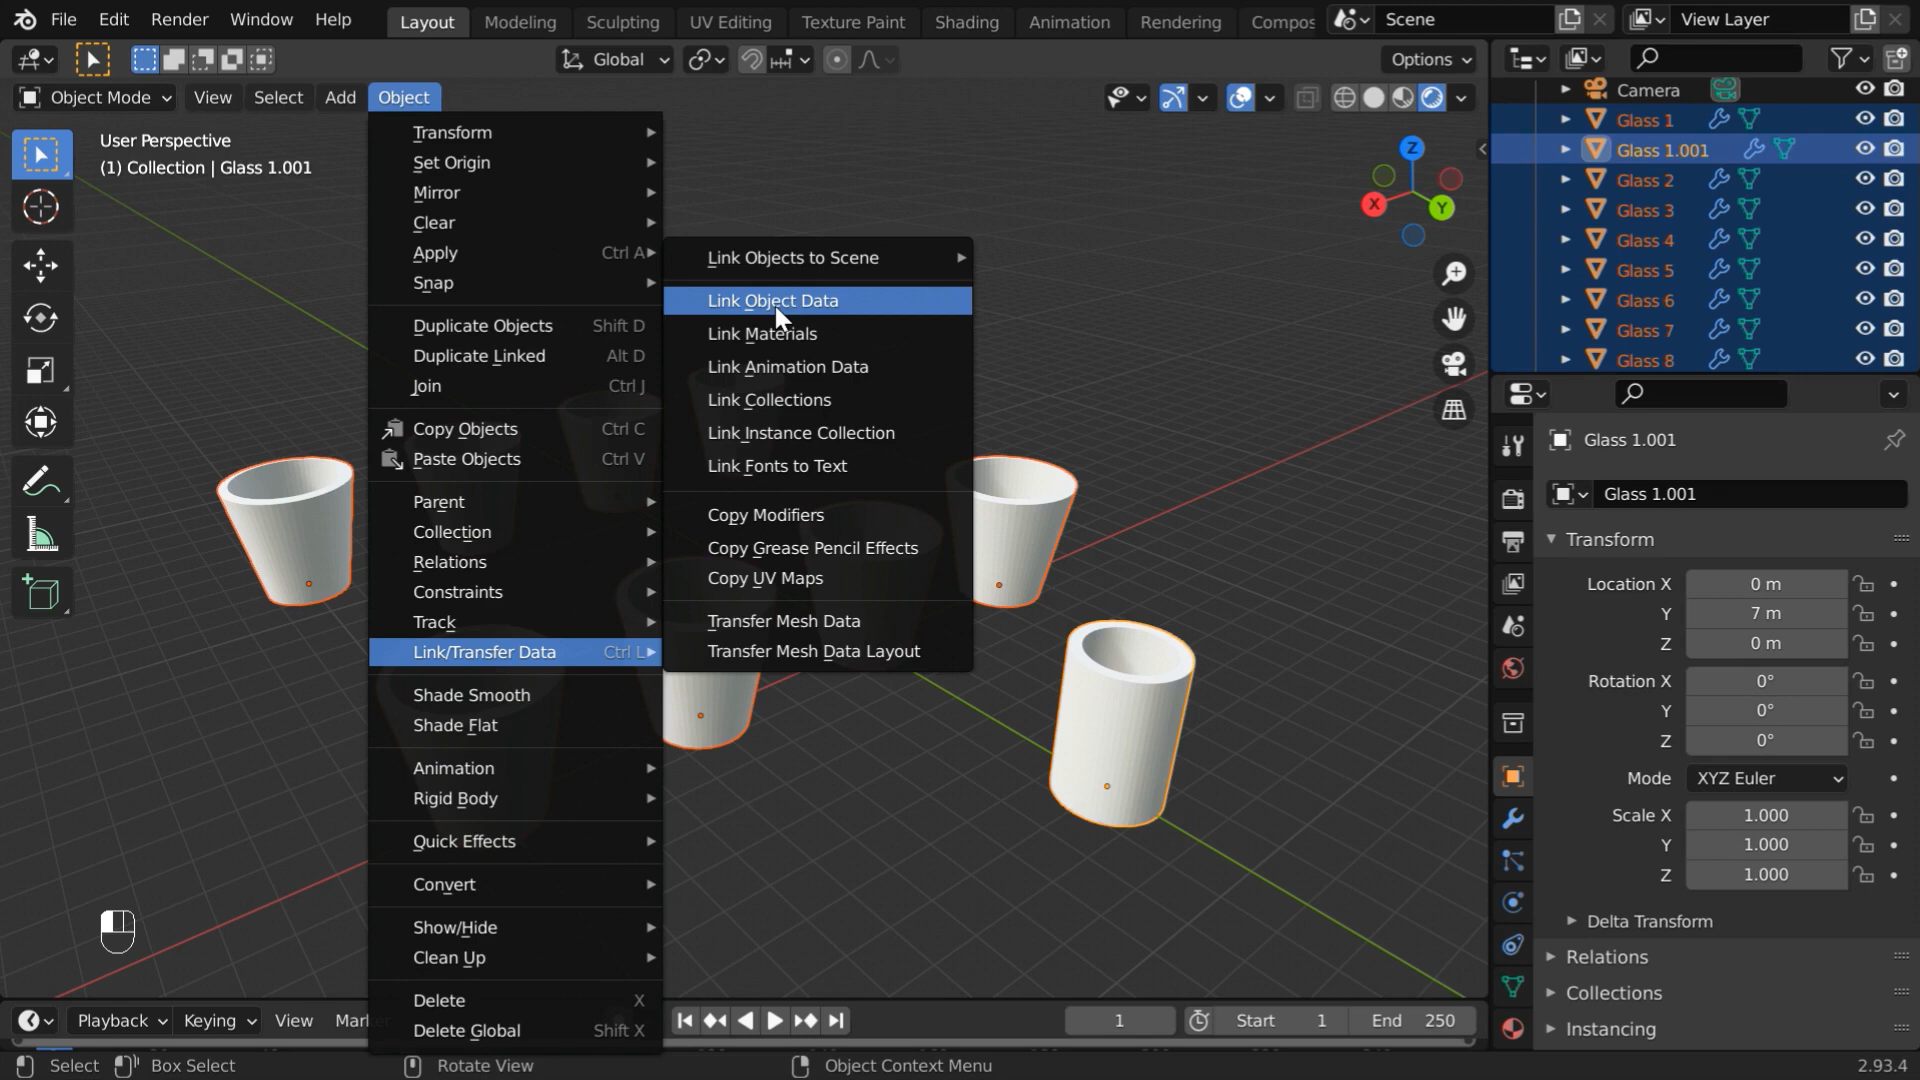 File Edit Render Window Help Layout Modeling Sculpting UV Editing Texture Paint Shading Animation Rendering Compos Scene View Layer
Global Options
Object Mode View Select Add Object
User Perspective
(1) Collection | Glass 1.001
Transform
Set Origin
Mirror
Clear
Apply Ctrl A
Snap
Duplicate Objects Shift D
Duplicate Linked Alt D
Join Ctrl J
Copy Objects Ctrl C
Paste Objects Ctrl V
Parent
Collection
Relations
Constraints
Track
Link/Transfer Data Ctrl L
Shade Smooth
Shade Flat
Animation
Rigid Body
Quick Effects
Convert
Show/Hide
Clean Up
Delete X
Delete Global Shift X
Link Objects to Scene
Link Object Data
Link Materials
Link Animation Data
Link Collections
Link Instance Collection
Link Fonts to Text
Copy Modifiers
Copy Grease Pencil Effects
Copy UV Maps
Transfer Mesh Data
Transfer Mesh Data Layout
Z
X
Y
Camera
Glass 1
Glass 1.001
Glass 2
Glass 3
Glass 4
Glass 5
Glass 6
Glass 7
Glass 8
Glass 1.001
Glass 1.001
Transform
Location X 0 m
Y 7 m
Z 0 m
Rotation X 0°
Y 0°
Z 0°
Mode XYZ Euler
Scale X 1.000
Y 1.000
Z 1.000
Delta Transform
Relations
Collections
Instancing
Playback Keying View Mark 1 Start 1 End 250
Select Box Select Rotate View Object Context Menu 2.93.4